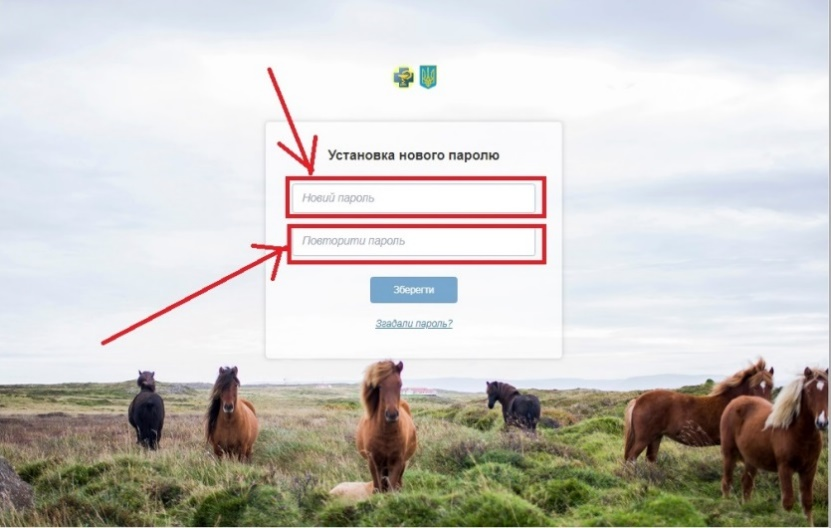 Установка нового паролю
Новий пароль
Повторити пароль
Зберегти
Згадали пароль?